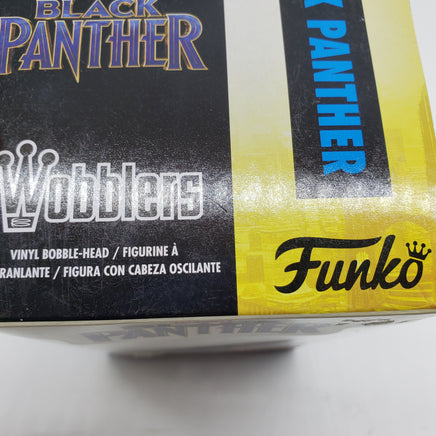 BLACK
PANTHER
Wobblers
VINYL BOBBLE-HEAD / FIGURINE À
RANLANTE / FIGURA CON CABEZA OSCILANTE
K PANTHER
Funko
PANTHER